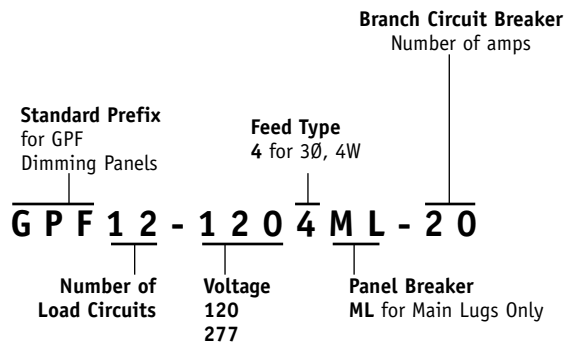 Branch Circuit Breaker
Number of amps
Standard Prefix
for GPF
Dimming Panels
Feed Type
4 for 3Ø, 4W
GPF12-1204ML-20
Number of
Load Circuits
Voltage
120
277
Panel Breaker
ML for Main Lugs Only